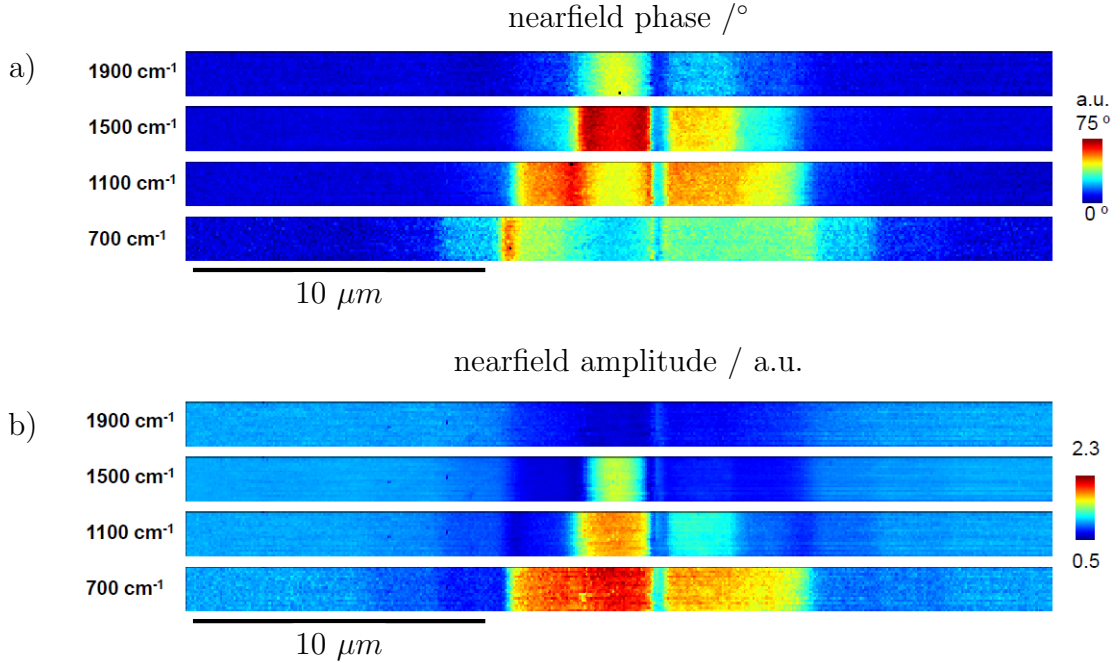 nearfield phase /°
a)
1900 cm-1
1500 cm-1
1100 cm-1
700 cm-1
a.u.
75 º
0 º
10 μm
nearfield amplitude / a.u.
b)
1900 cm-1
1500 cm-1
1100 cm-1
700 cm-1
2.3
0.5
10 μm